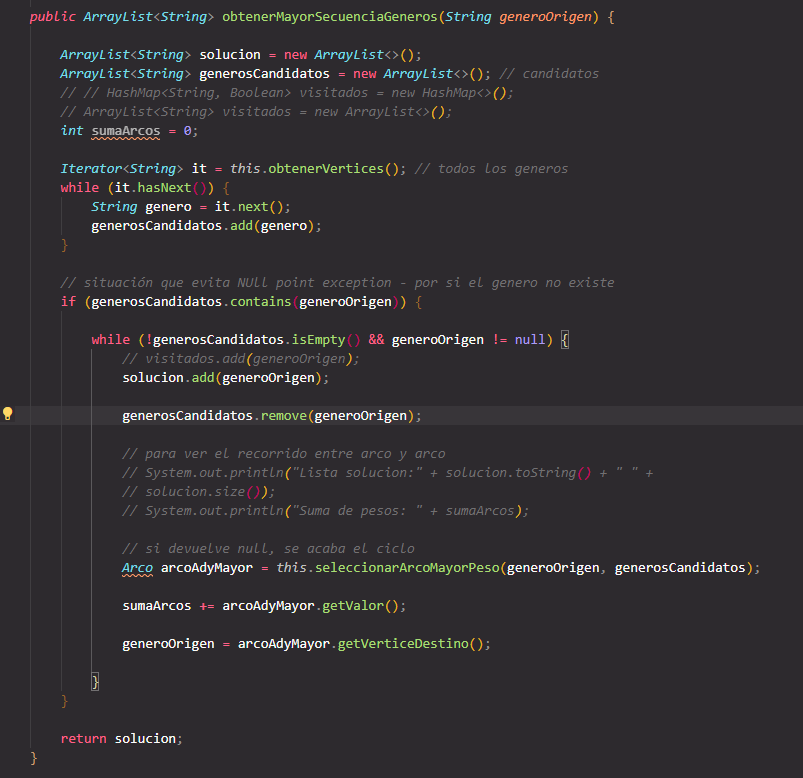 public ArrayList<String> obtenerMayorSecuenciaGeneros(String generoOrigen) {
ArrayList<String> solucion = new ArrayList<>();
ArrayList<String> generosCandidatos = new ArrayList<>(); // candidatos
// // HashMap<String, Boolean> visitados = new HashMap<>();
// ArrayList<String> visitados = new ArrayList<>();
int sumaArcos = 0;
Iterator<String> it = this.obtenerVertices(); // todos los generos
while (it.hasNext()) {
String genero = it.next();
generosCandidatos.add(genero);
}
// situación que evita NUll point exception - por si el genero no existe
if (generosCandidatos.contains(generoOrigen)) {
while (!generosCandidatos.isEmpty() && generoOrigen != null) {
// visitados.add(generoOrigen);
solucion.add(generoOrigen);
generosCandidatos.remove(generoOrigen);
// para ver el recorrido entre arco y arco
// System.out.println("Lista solucion:" + solucion.toString() + " " +
// solucion.size());
// System.out.println("Suma de pesos: " + sumaArcos);
// si devuelve null, se acaba el ciclo
Arco arcoAdyMayor = this.seleccionarArcoMayorPeso(generoOrigen, generosCandidatos);
sumaArcos += arcoAdyMayor.getValor();
generoOrigen = arcoAdyMayor.getVerticeDestino();
}
}
return solucion;
}